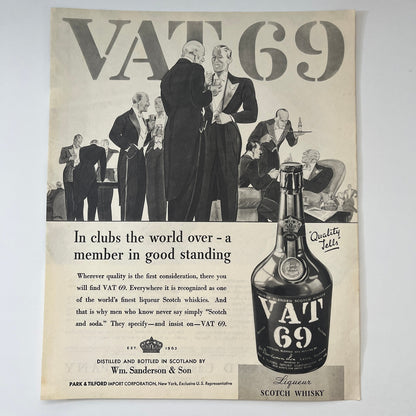 VAT 69
In clubs the world over – a
member in good standing
Wherever quality is the first consideration, there you
will find VAT 69. Everywhere it is recognized as one
of the world's finest liqueur Scotch whiskies. And
that is why men who know never say simply "Scotch
and soda." They specify—and insist on—VAT 69.
"Quality
Tells"
EST. 1863
DISTILLED AND BOTTLED IN SCOTLAND BY
Wm. Sanderson & Son
PARK & TILFORD IMPORT CORPORATION, New York, Exclusive U.S. Representative
VAT
69
Liqueur
SCOTCH WHISKY